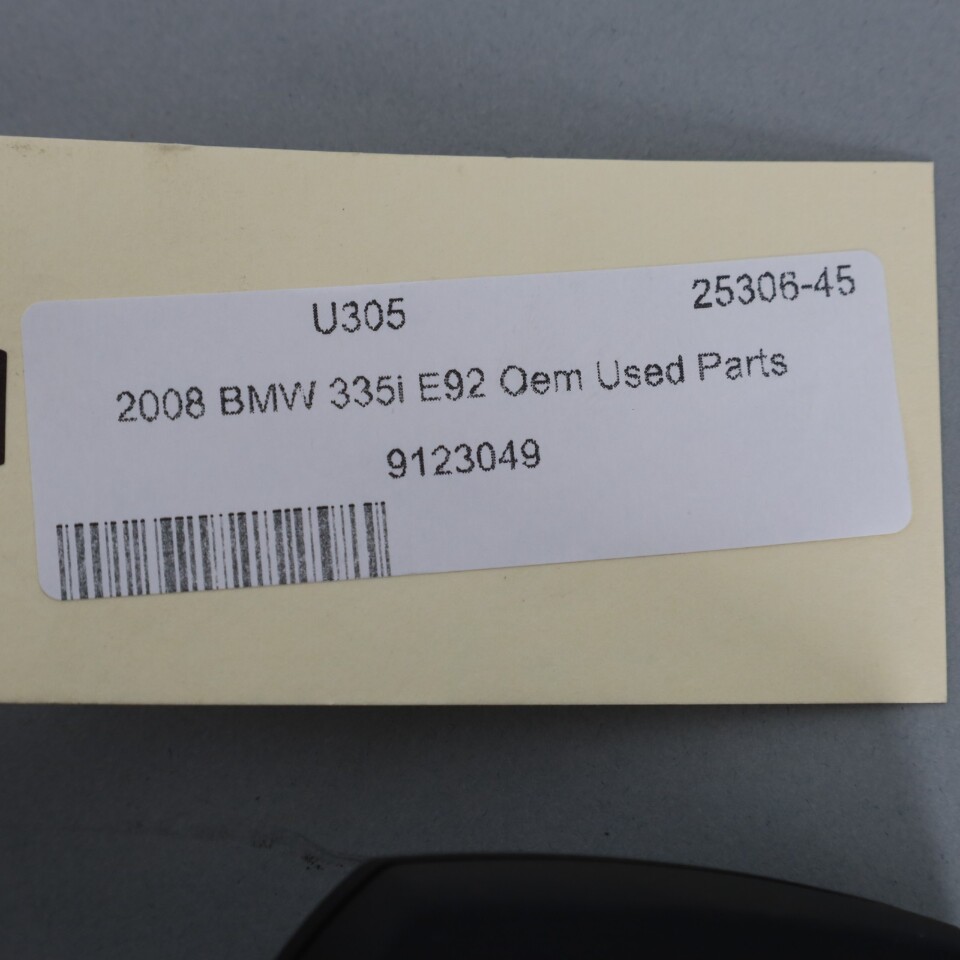 U305 25306-45
2008 BMW 335i E92 Oem Used Parts
9123049